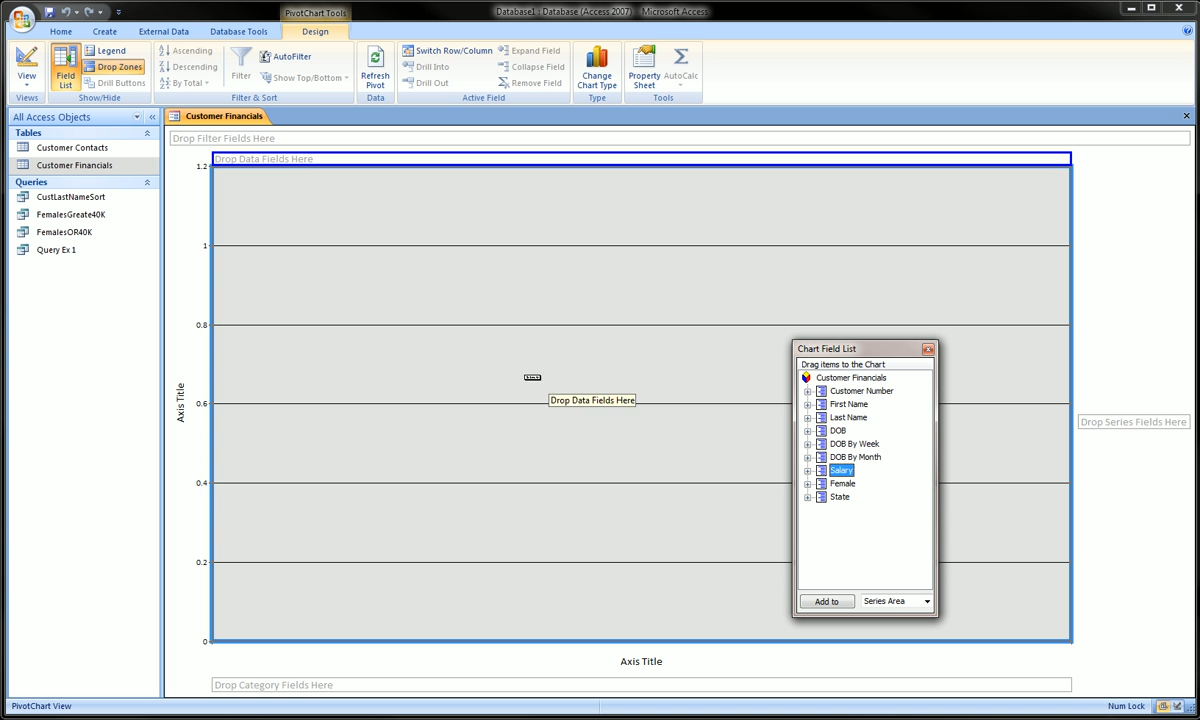 PivotChart Tools
Database1 : Database (Access 2007) - Microsoft Access
Home Create External Data Database Tools Design
View
Views
Field List
Legend
Drop Zones
Drill Buttons
Show/Hide
Ascending
Descending
By Total
Filter
AutoFilter
Show Top/Bottom
Filter & Sort
Refresh Pivot
Data
Switch Row/Column
Drill Into
Drill Out
Expand Field
Collapse Field
Remove Field
Active Field
Change Chart Type
Type
Property Sheet
AutoCalc
Tools
All Access Objects
Tables
Customer Contacts
Customer Financials
Queries
CustLastNameSort
FemalesGreate40K
FemalesOR40K
Query Ex 1
Customer Financials
Drop Filter Fields Here
Drop Data Fields Here
1.2
1
0.8
0.6
0.4
0.2
0
Axis Title
Drop Data Fields Here
Drop Series Fields Here
Axis Title
Drop Category Fields Here
Chart Field List
Drag items to the Chart
Customer Financials
Customer Number
First Name
Last Name
DOB
DOB By Week
DOB By Month
Salary
Female
State
Add to
Series Area
PivotChart View
Num Lock